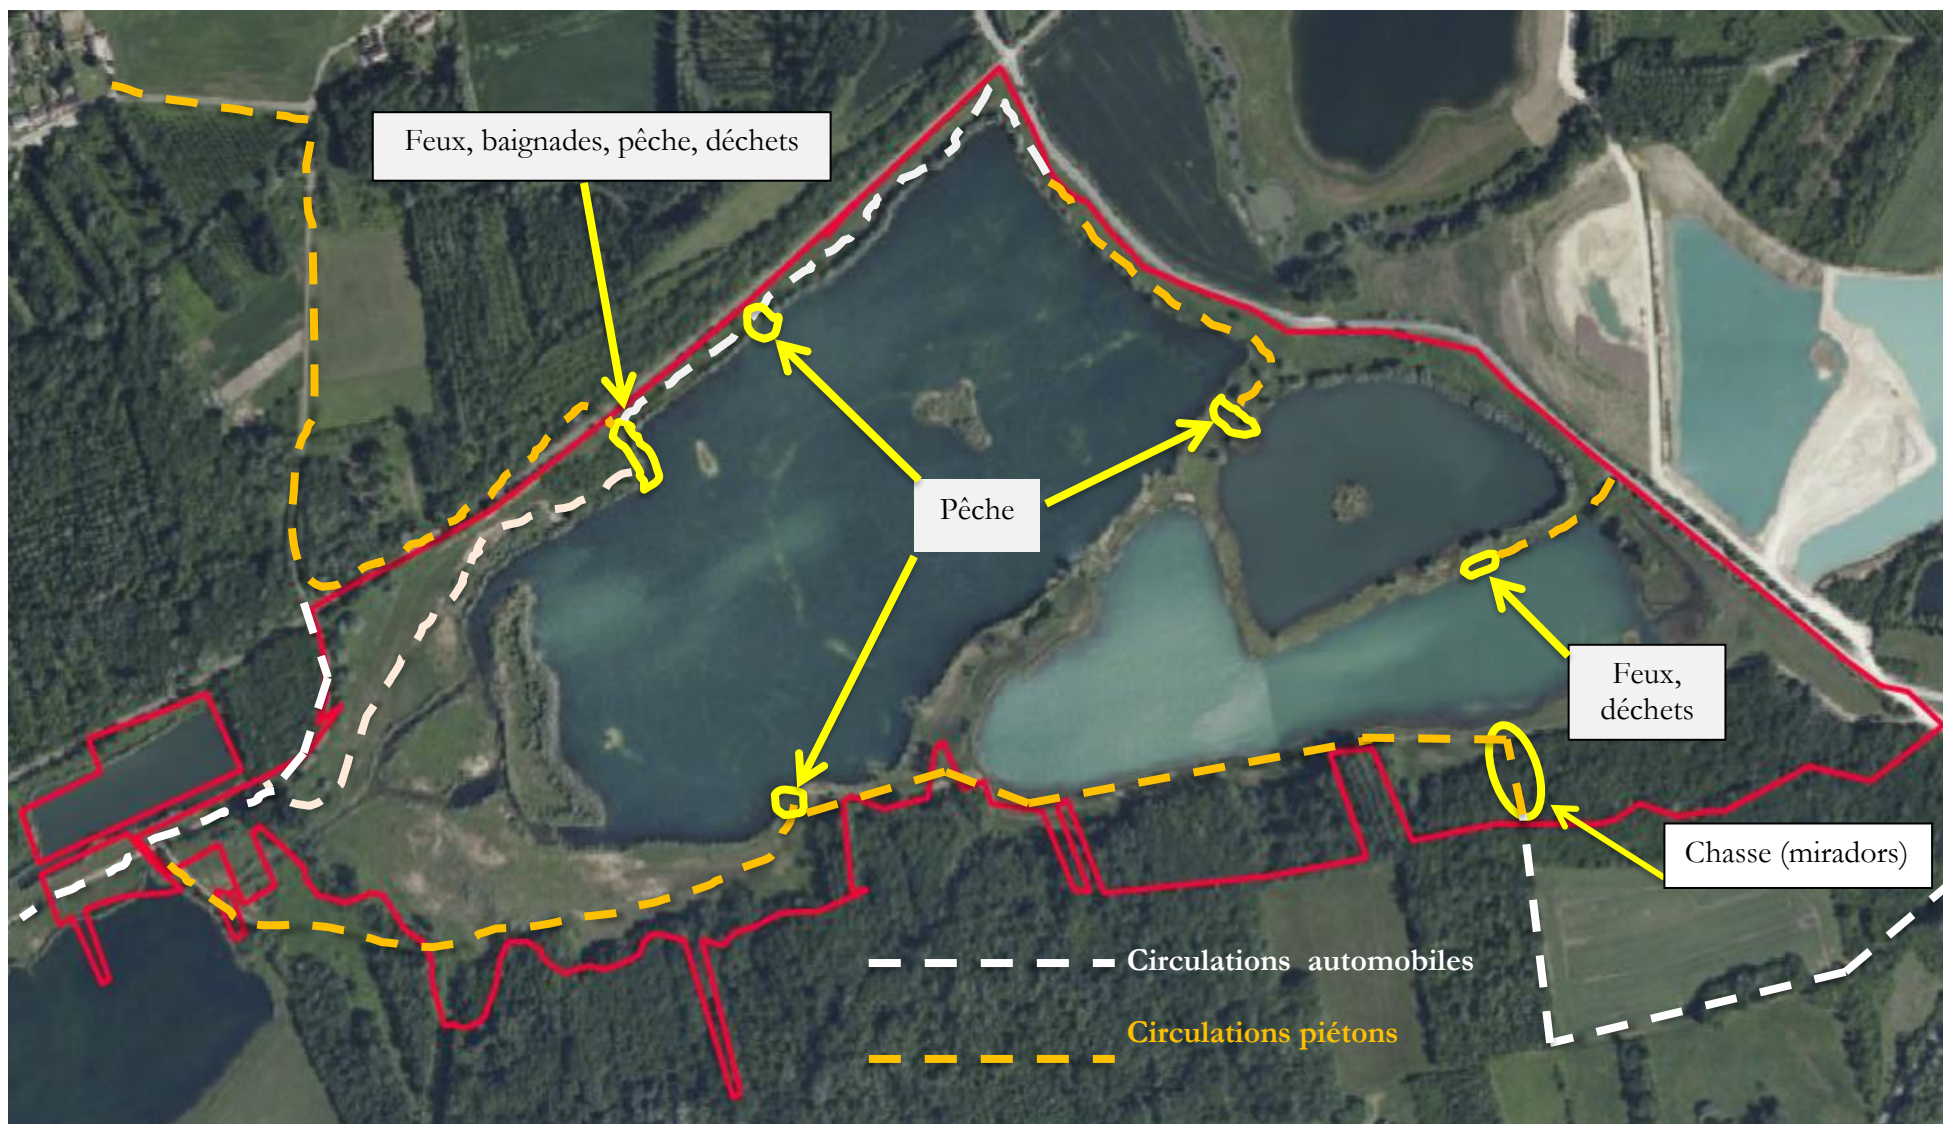 Feux, baignades, pêche, déchets
Pêche
Feux,
déchets
Chasse (miradors)
Circulations automobiles
Circulations piétons